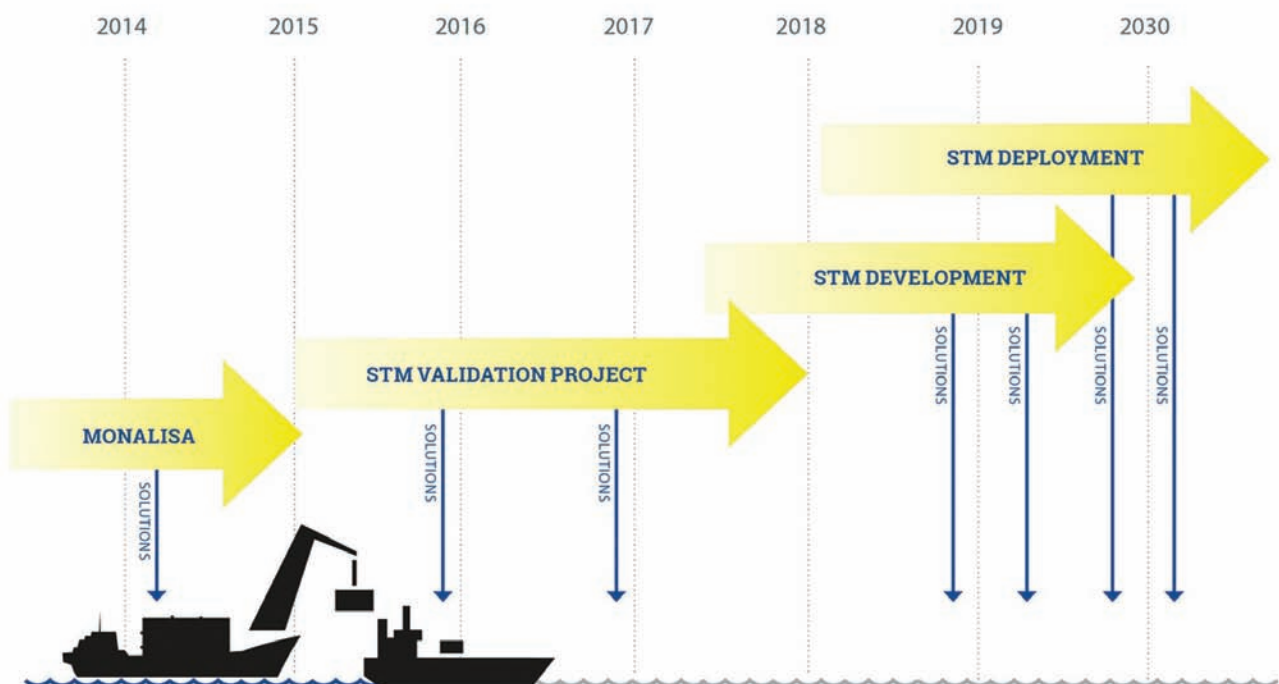 2014 2015 2016 2017 2018 2019 2030
STM DEPLOYMENT
STM DEVELOPMENT
STM VALIDATION PROJECT
MONALISA
SOLUTIONS
SOLUTIONS
SOLUTIONS
SOLUTIONS
SOLUTIONS
SOLUTIONS
SOLUTIONS